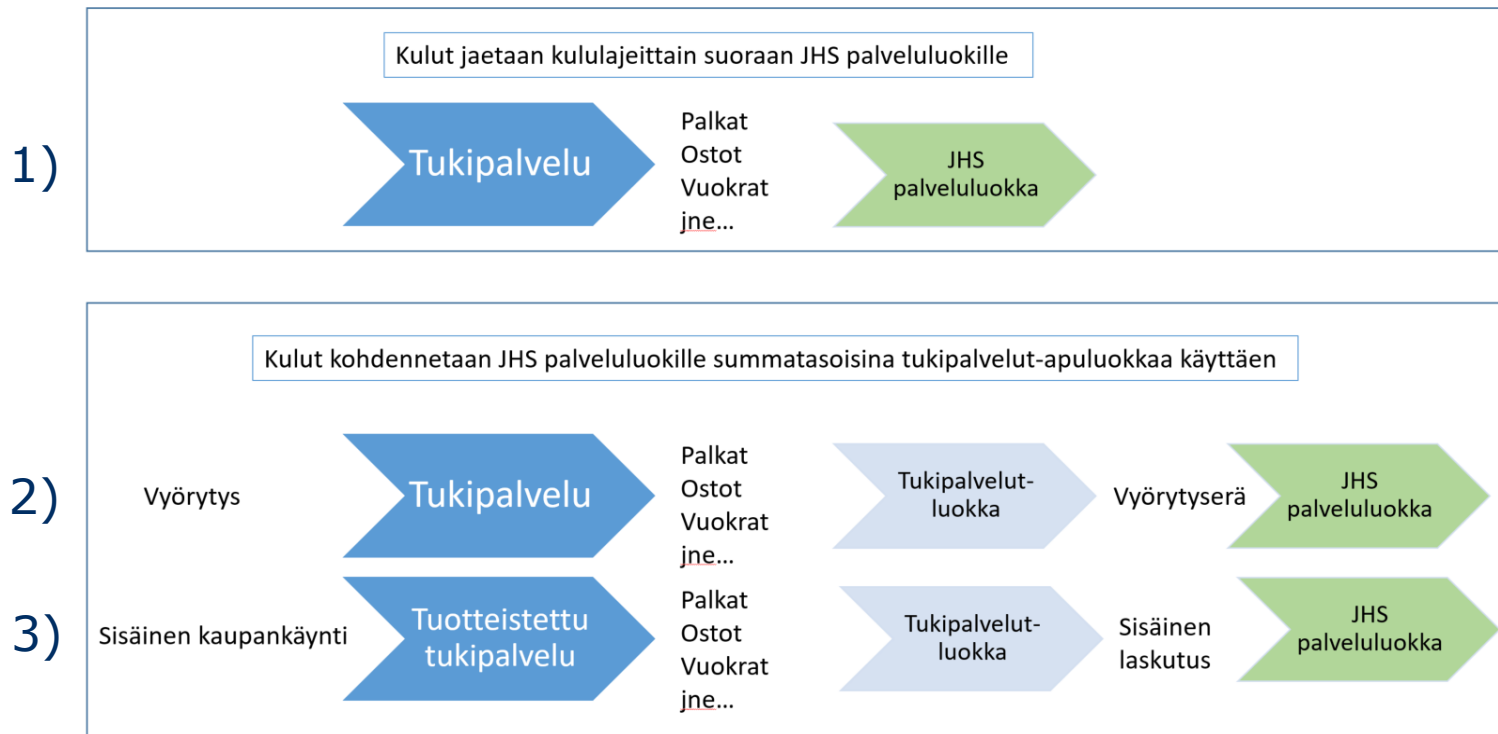 Kulut jaetaan kululajeittain suoraan JHS palveluluokille
1)
Tukipalvelu
Palkat
Ostot
Vuokrat
jne...
JHS
palveluluokka
Kulut kohdennetaan JHS palveluluokille summatasoisina tukipalvelut-apuluokkaa käyttäen
2)
Vyörytys
Tukipalvelu
Palkat
Ostot
Vuokrat
jne...
Tukipalvelut-
luokka
Vyörytyserä
JHS
palveluluokka
3)
Sisäinen kaupankäynti
Tuotteistettu
tukipalvelu
Palkat
Ostot
Vuokrat
jne...
Tukipalvelut-
luokka
Sisäinen
laskutus
JHS
palveluluokka